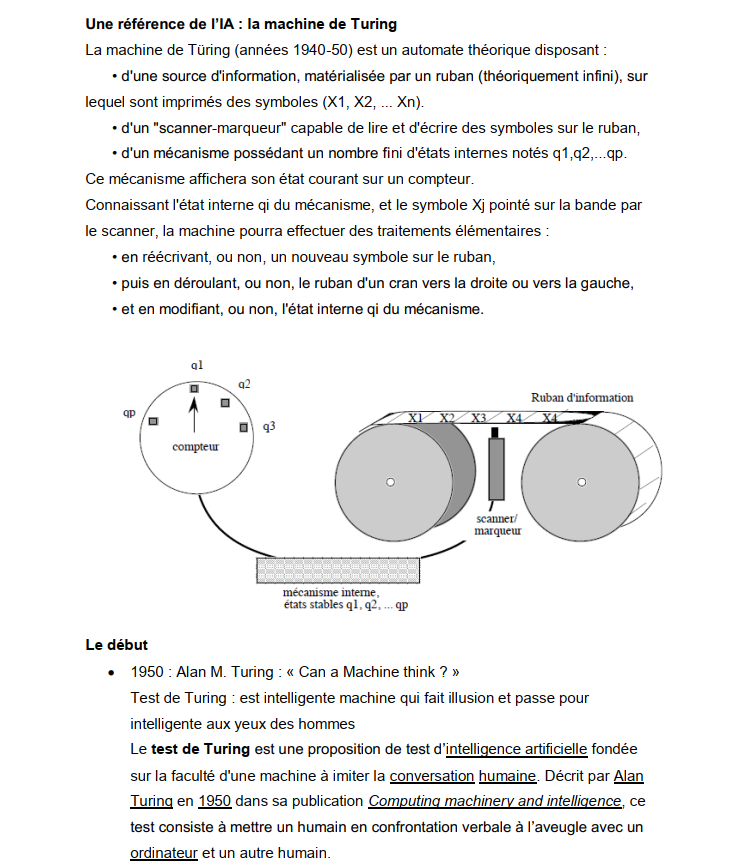 Une référence de l'IA : la machine de Turing
La machine de Türing (années 1940-50) est un automate théorique disposant :
• d'une source d'information, matérialisée par un ruban (théoriquement infini), sur
lequel sont imprimés des symboles (X1, X2, ... Xn).
• d'un "scanner-marqueur" capable de lire et d'écrire des symboles sur le ruban,
• d'un mécanisme possédant un nombre fini d'états internes notés q1,q2,...qp.
Ce mécanisme affichera son état courant sur un compteur.
Connaissant l'état interne qi du mécanisme, et le symbole Xj pointé sur la bande par
le scanner, la machine pourra effectuer des traitements élémentaires :
• en réécrivant, ou non, un nouveau symbole sur le ruban,
• puis en déroulant, ou non, le ruban d'un cran vers la droite ou vers la gauche,
• et en modifiant, ou non, l'état interne qi du mécanisme.
q1
q2
qp
q3
compteur
Ruban d'information
X1 X2 X3 X4 X4
scanner/
marqueur
mécanisme interne,
états stables q1, q2, ... qp
Le début
• 1950 : Alan M. Turing : « Can a Machine think ? »
Test de Turing : est intelligente machine qui fait illusion et passe pour
intelligente aux yeux des hommes
Le test de Turing est une proposition de test d'intelligence artificielle fondée
sur la faculté d'une machine à imiter la conversation humaine. Décrit par Alan
Turing en 1950 dans sa publication Computing machinery and intelligence, ce
test consiste à mettre un humain en confrontation verbale à l'aveugle avec un
ordinateur et un autre humain.